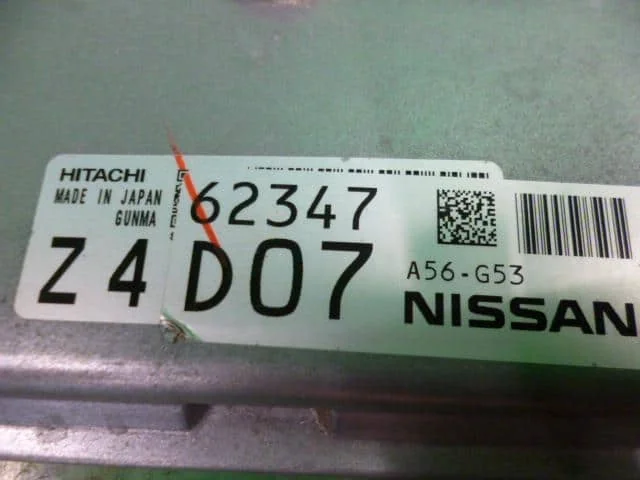 HITACHI
MADE IN JAPAN
GUNMA
62347
Z4 D07
A56-G53
NISSAN